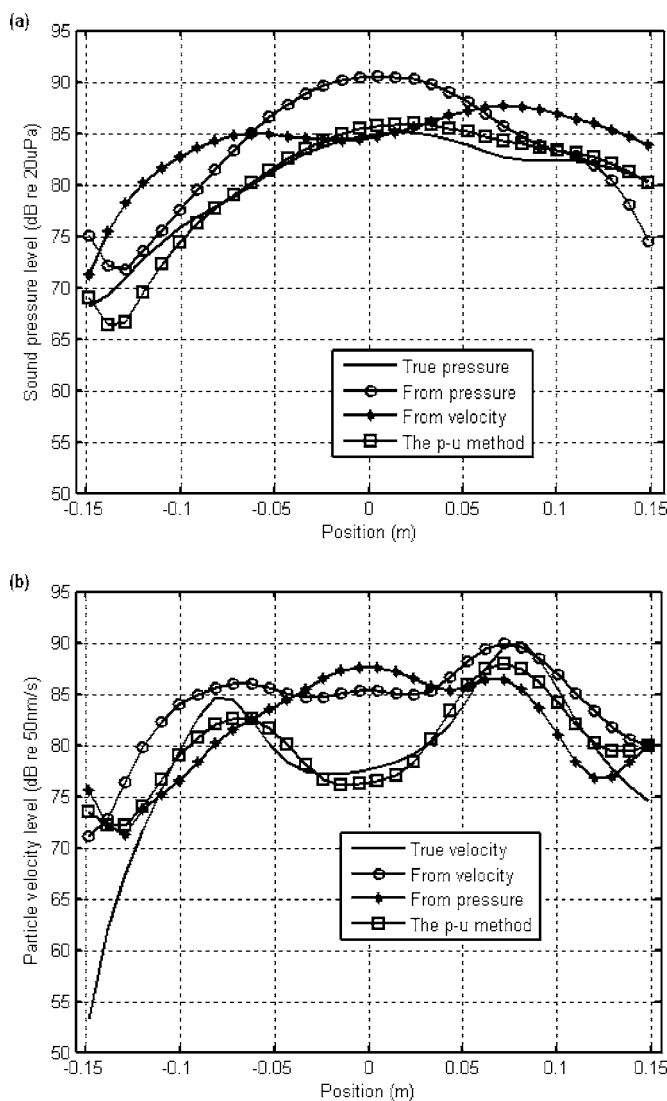 (a)
95
90
85
80
75
70
65
60
55
50
Sound pressure level (dB re 20uPa)
True pressure
From pressure
From velocity
The p-u method
-0.15 -0.1 -0.05 0 0.05 0.1 0.15
Position (m)
(b)
95
90
85
80
75
70
65
60
55
50
Particle velocity level (dB re 50nm/s)
True velocity
From velocity
From pressure
The p-u method
-0.15 -0.1 -0.05 0 0.05 0.1 0.15
Position (m)